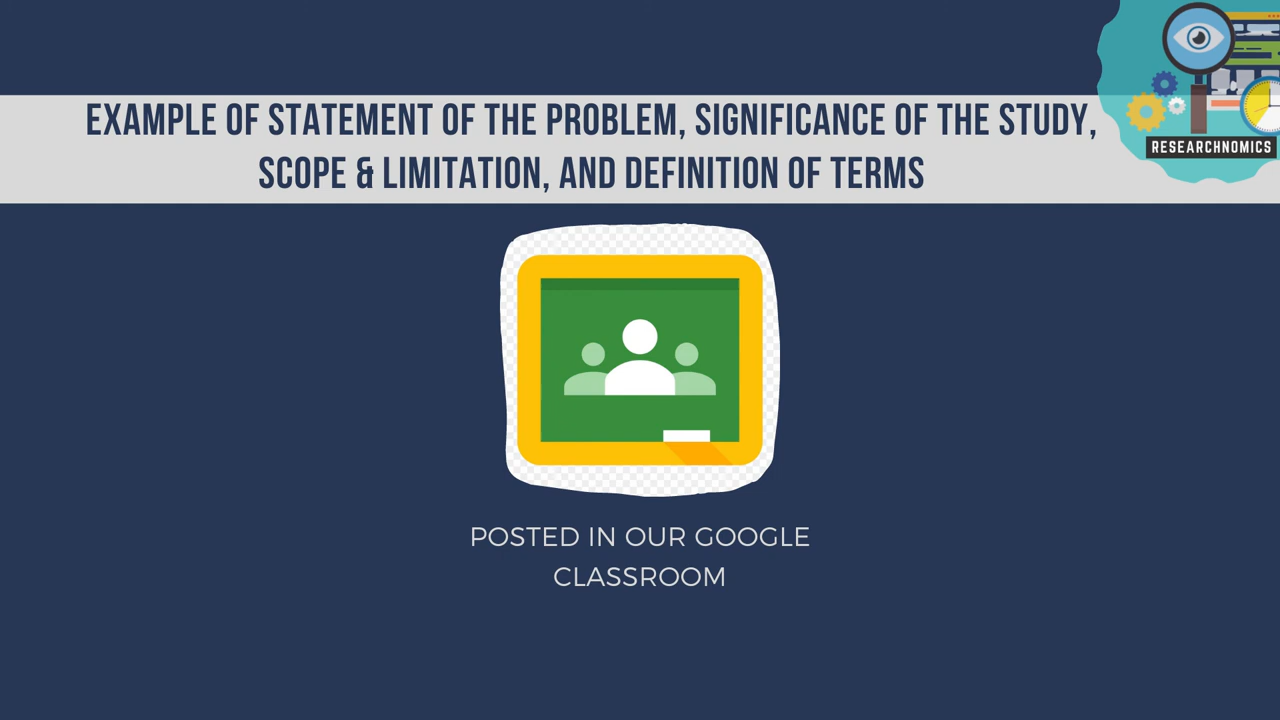 EXAMPLE OF STATEMENT OF THE PROBLEM, SIGNIFICANCE OF THE STUDY,
SCOPE & LIMITATION, AND DEFINITION OF TERMS
RESEARCHNOMICS
POSTED IN OUR GOOGLE
CLASSROOM